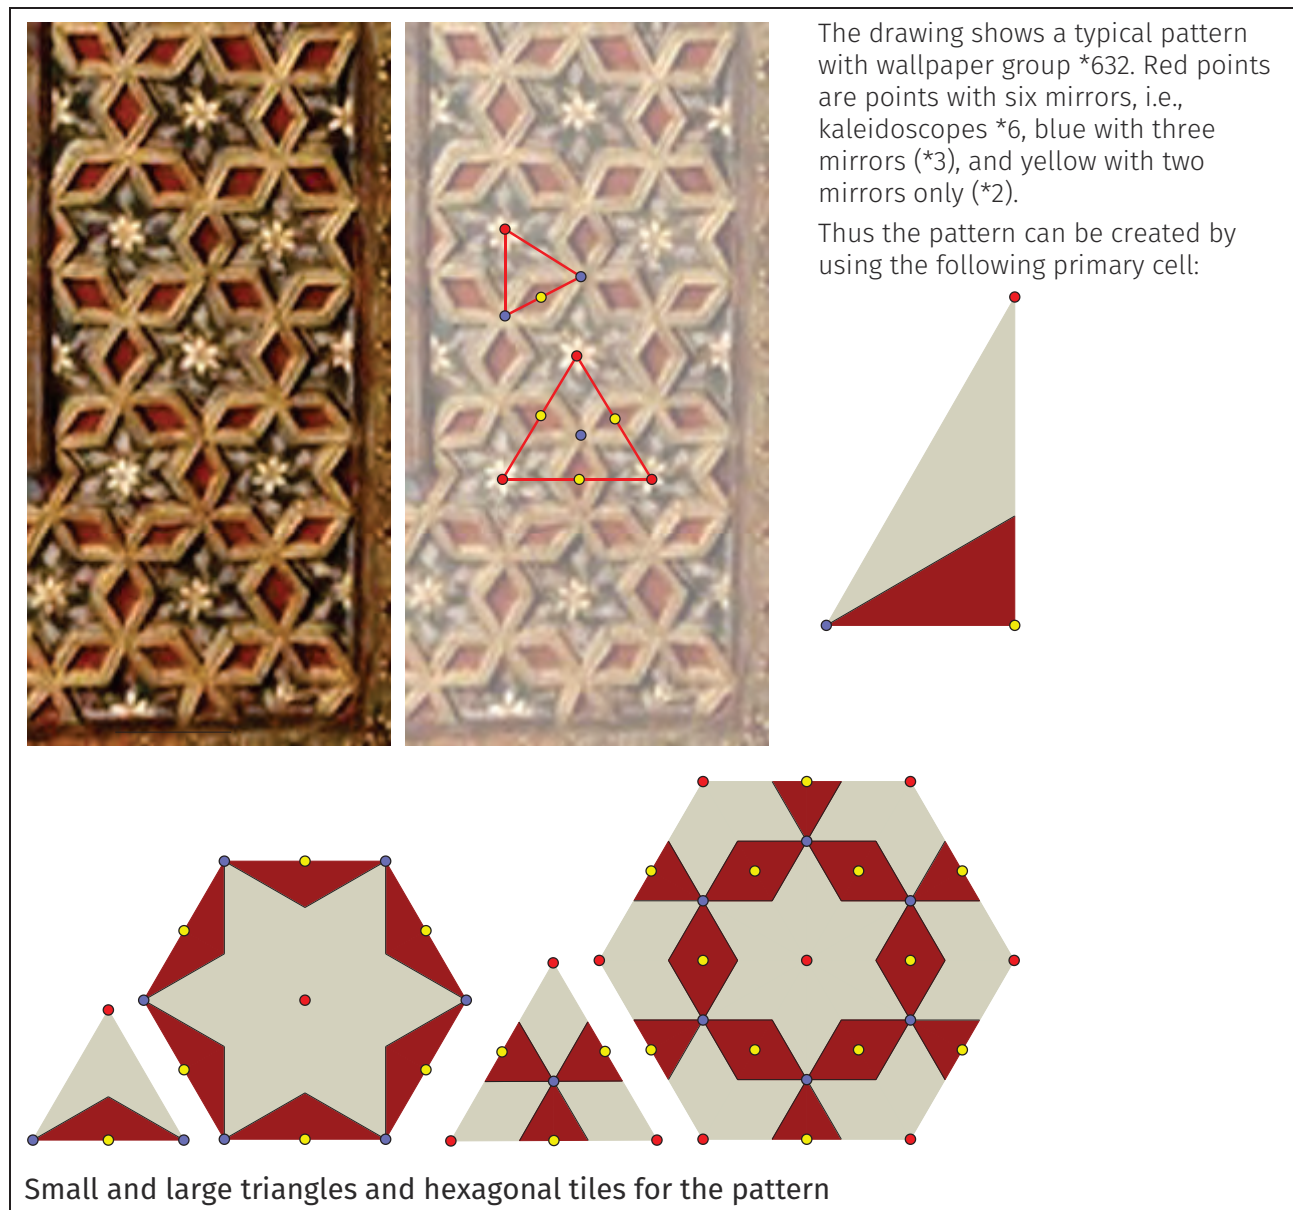 The drawing shows a typical pattern
with wallpaper group *632. Red points
are points with six mirrors, i.e.,
kaleidoscopes *6, blue with three
mirrors (*3), and yellow with two
mirrors only (*2).
Thus the pattern can be created by
using the following primary cell:
Small and large triangles and hexagonal tiles for the pattern